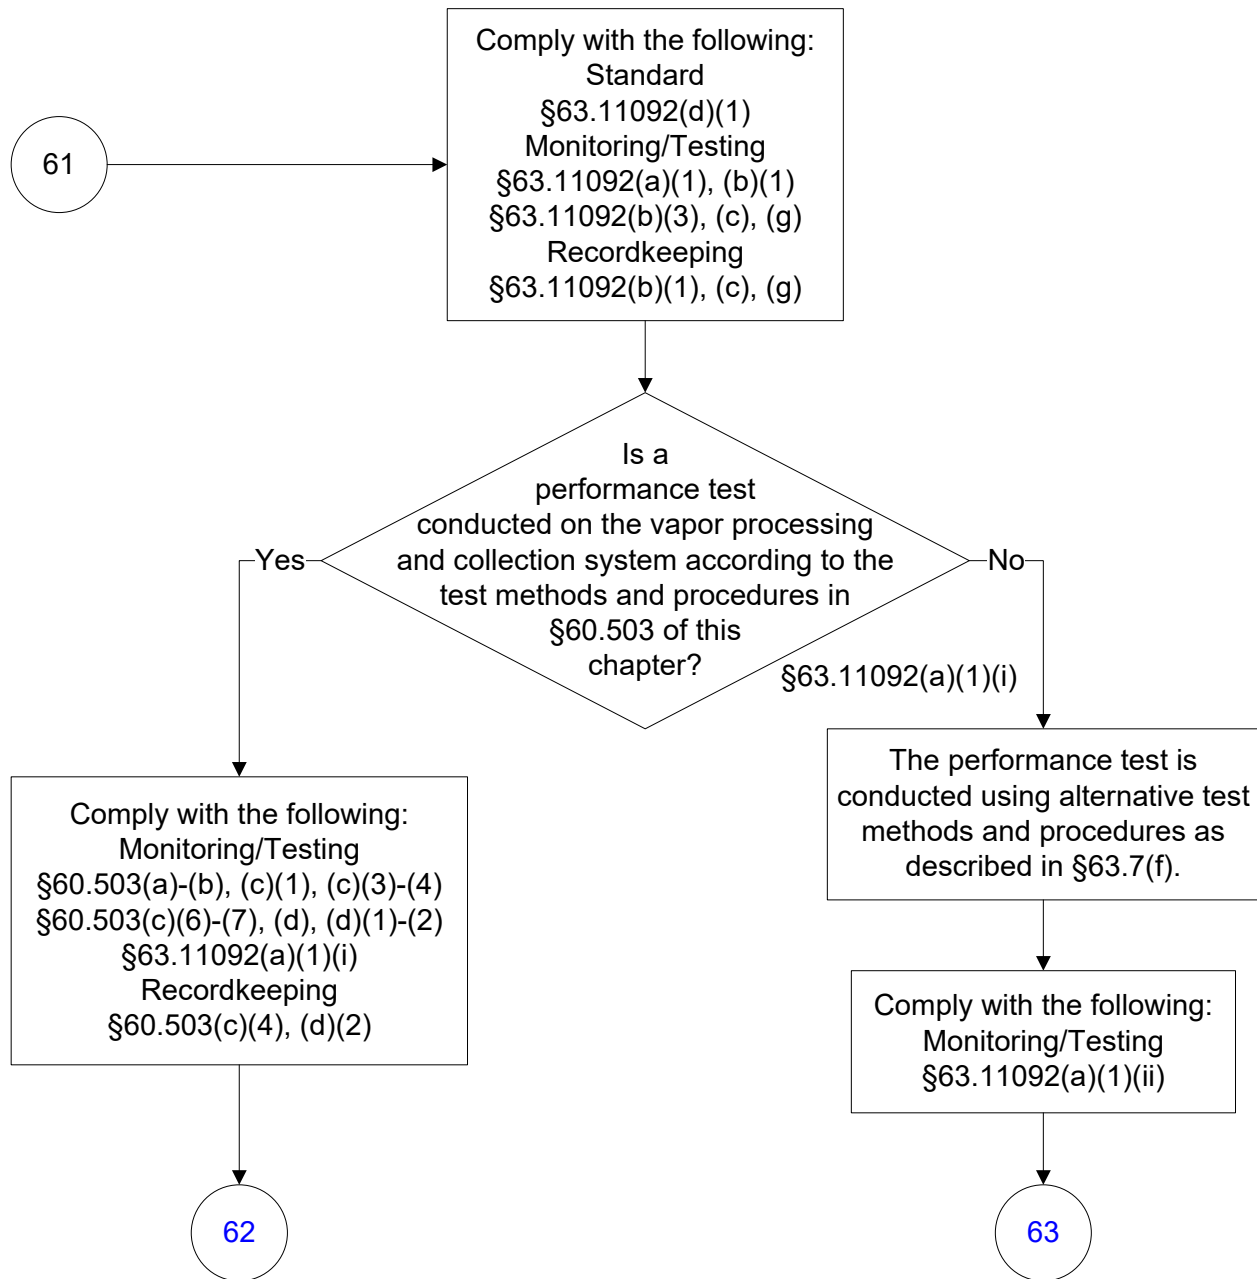 61
Comply with the following:
Standard
§63.11092(d)(1)
Monitoring/Testing
§63.11092(a)(1), (b)(1)
§63.11092(b)(3), (c), (g)
Recordkeeping
§63.11092(b)(1), (c), (g)
Is a
performance test
conducted on the vapor processing
and collection system according to the
test methods and procedures in
§60.503 of this
chapter?
Yes
No
§63.11092(a)(1)(i)
Comply with the following:
Monitoring/Testing
§60.503(a)-(b), (c)(1), (c)(3)-(4)
§60.503(c)(6)-(7), (d), (d)(1)-(2)
§63.11092(a)(1)(i)
Recordkeeping
§60.503(c)(4), (d)(2)
62
The performance test is
conducted using alternative test
methods and procedures as
described in §63.7(f).
Comply with the following:
Monitoring/Testing
§63.11092(a)(1)(ii)
63